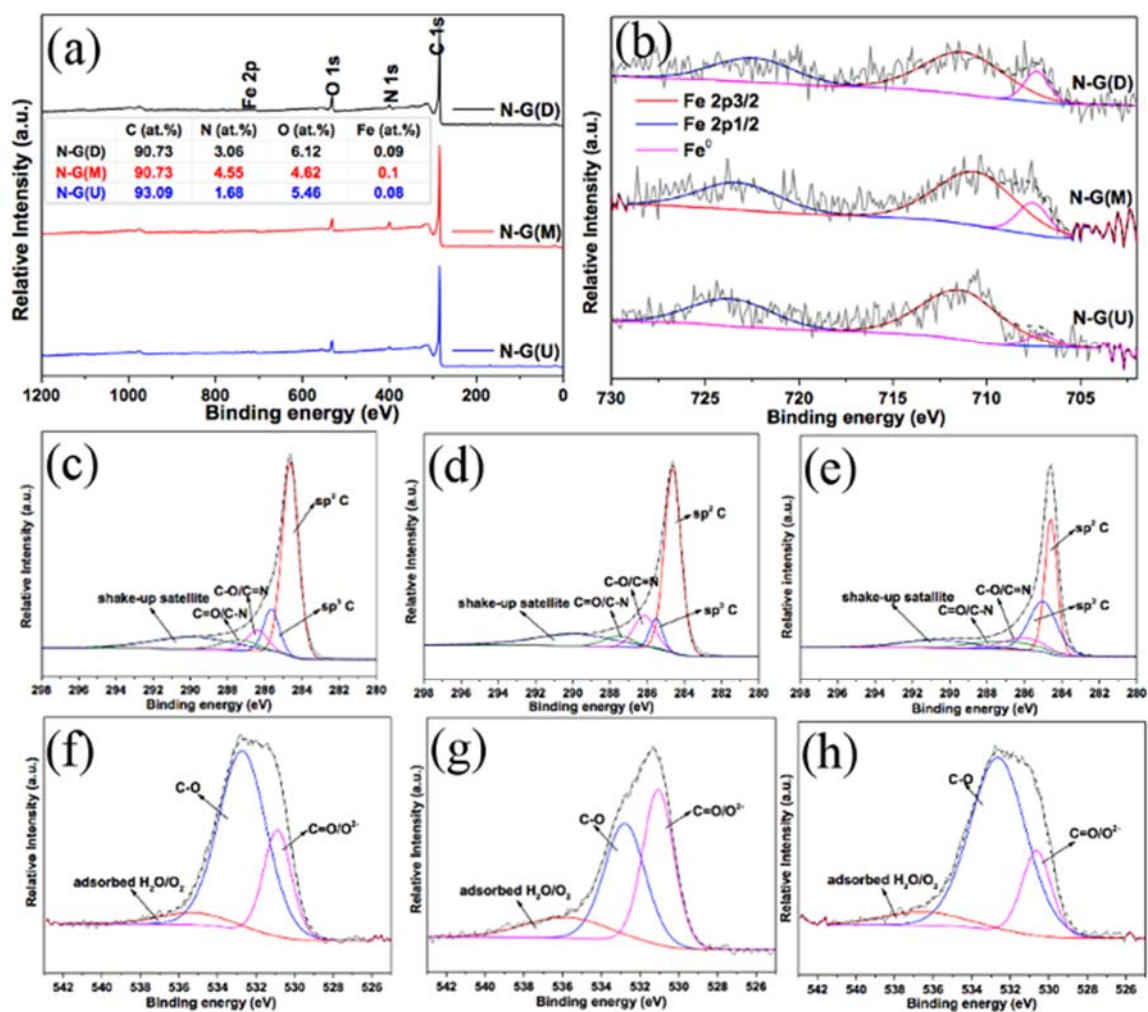 (a)
Fe 2p
O 1s
N 1s
C 1s
N-G(D)
C (at.%) N (at.%) O (at.%) Fe (at.%)
N-G(D) 90.73 3.06 6.12 0.09
N-G(M) 90.73 4.55 4.62 0.1
N-G(U) 93.09 1.68 5.46 0.08
N-G(M)
N-G(U)
Relative Intensity (a.u.)
1200 1000 800 600 400 200 0
Binding energy (eV)
(b)
N-G(D)
Fe 2p3/2
Fe 2p1/2
Fe⁰
N-G(M)
N-G(U)
Relative Intensity (a.u.)
730 725 720 715 710 705
Binding energy (eV)
(c)
sp² C
C-O/C=N
C=O/C-N
shake-up satellite
sp³ C
Relative Intensity (a.u.)
298 296 294 292 290 288 286 284 282 280
Binding energy (eV)
(d)
sp² C
C-O/C=N
C=O/C-N
shake-up satellite
sp³ C
Relative Intensity (a.u.)
298 296 294 292 290 288 286 284 282 280
Binding energy (eV)
(e)
sp² C
C-O/C=N
C=O/C-N
shake-up satallite
sp³ C
Relative intensity (a.u.)
298 296 294 292 290 288 286 284 282 280
Binding energy (eV)
(f)
C-O
C=O/O²⁻
adsorbed H₂O/O₂
Relative Intensity (a.u.)
542 540 538 536 534 532 530 528 526
Binding energy (eV)
(g)
C-O
C=O/O²⁻
adsorbed H₂O/O₂
Relative Intensity (a.u.)
542 540 538 536 534 532 530 528 526
Binding energy (eV)
(h)
C-O
C=O/O²⁻
adsorbed H₂O/O₂
Relative Intensity (a.u.)
542 540 538 536 534 532 530 528 526
Binding energy (eV)